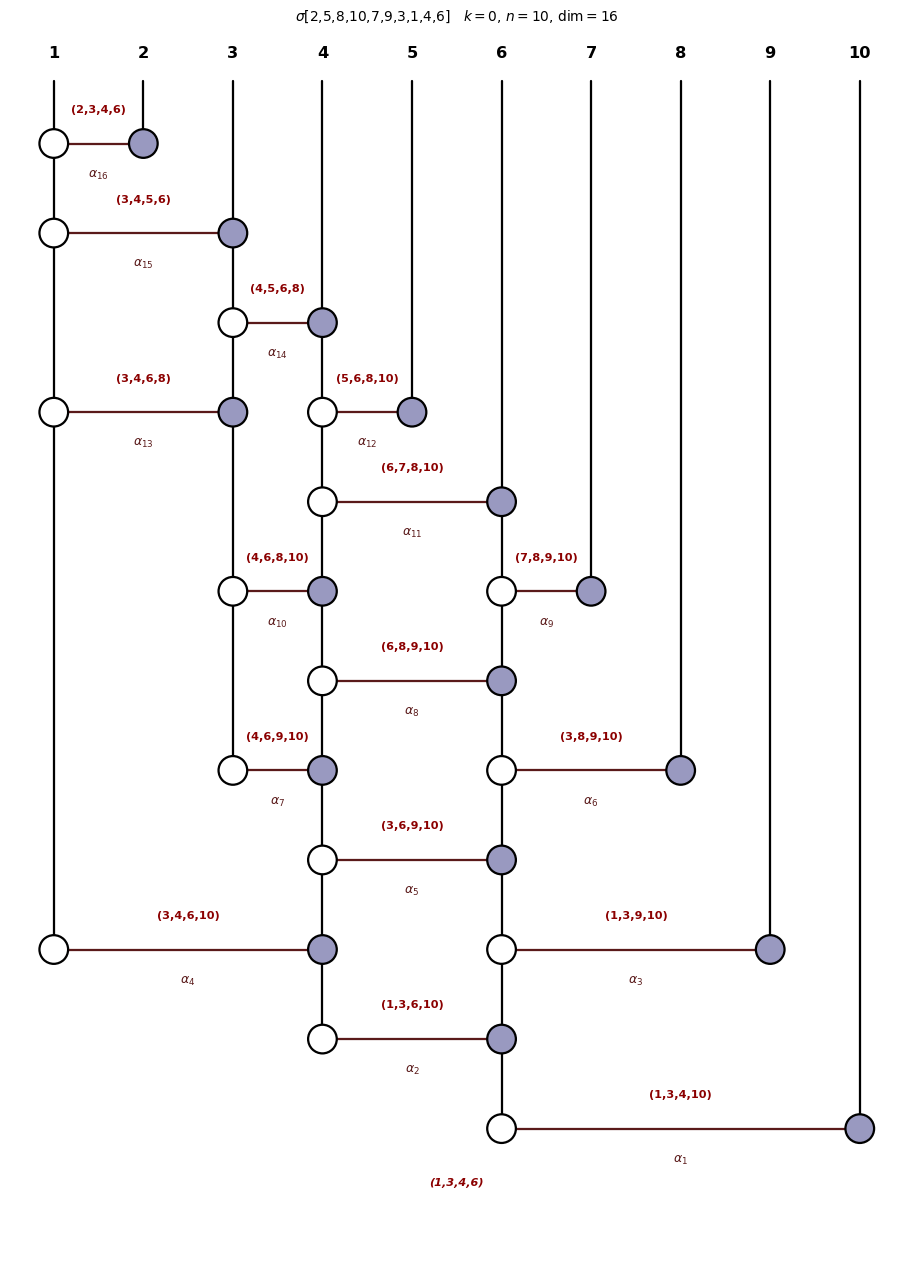 σ[2,5,8,10,7,9,3,1,4,6]   k=0, n=10, dim=16
1 2 3 4 5 6 7 8 9 10
(2,3,4,6)
α₁₆
(3,4,5,6)
α₁₅
(4,5,6,8)
α₁₄
(3,4,6,8) (5,6,8,10)
α₁₃ α₁₂
(6,7,8,10)
α₁₁
(4,6,8,10) (7,8,9,10)
α₁₀ α₉
(6,8,9,10)
α₈
(4,6,9,10) (3,8,9,10)
α₇ α₆
(3,6,9,10)
α₅
(3,4,6,10) (1,3,9,10)
α₄ α₃
(1,3,6,10)
α₂
(1,3,4,10)
α₁
(1,3,4,6)